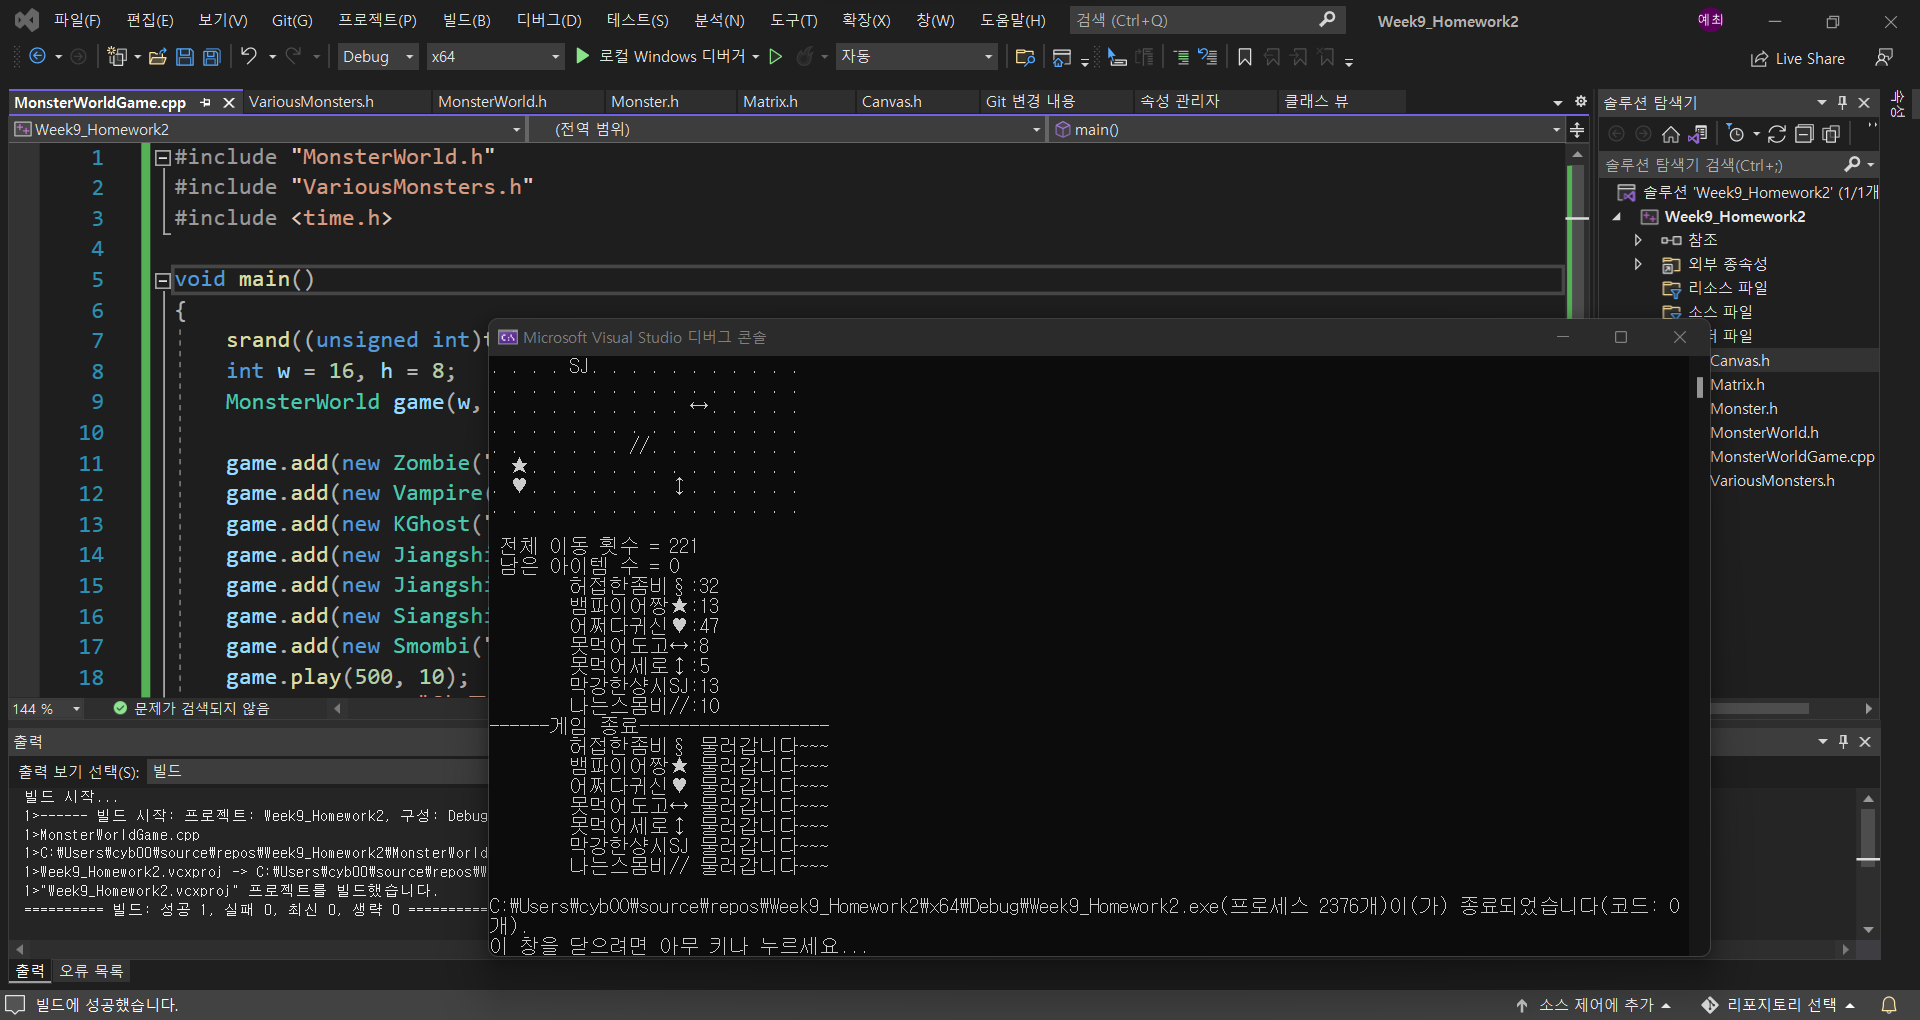 파일(F) 편집(E) 보기(V) Git(G) 프로젝트(P) 빌드(B) 디버그(D) 테스트(S) 분석(N) 도구(T) 확장(X) 창(W) 도움말(H) 검색 (Ctrl+Q) Week9_Homework2 예최
Debug x64 로컬 Windows 디버거 자동 Live Share
MonsterWorldGame.cpp VariousMonsters.h MonsterWorld.h Monster.h Matrix.h Canvas.h Git 변경 내용 속성 관리자 클래스 뷰
Week9_Homework2 (전역 범위) main()
1 #include "MonsterWorld.h"
2 #include "VariousMonsters.h"
3 #include <time.h>
4
5 void main()
6 {
7 srand((unsigned int)
8 int w = 16, h = 8;
9 MonsterWorld game(w,
10
11 game.add(new Zombie("
12 game.add(new Vampire(
13 game.add(new KGhost("
14 game.add(new Jiangshi
15 game.add(new Jiangshi
16 game.add(new Siangshi
17 game.add(new Smombi("
18 game.play(500, 10);
144 % 문제가 검색되지 않음
솔루션 탐색기
솔루션 탐색기 검색(Ctrl+;)
솔루션 'Week9_Homework2' (1/1개
Week9_Homework2
참조
외부 종속성
리소스 파일
소스 파일
터 파일
Canvas.h
Matrix.h
Monster.h
MonsterWorld.h
MonsterWorldGame.cpp
VariousMonsters.h
속성
Microsoft Visual Studio 디버그 콘솔
. . . . SJ. . . . . . . . . . .
. . . . . . . . . . . . . . . .
. . . . . . . . . . ↔. . . . .
. . . . . . . . . . . . . . . .
. . . . . . . // . . . . . . . .
. ★. . . . . . . . . . . . . .
. ♥. . . . . . . ↕. . . . . .
. . . . . . . . . . . . . . . .
전체 이동 횟수 = 221
남은 아이템 수 = 0
허접한좀비§:32
뱀파이어짱★:13
어쩌다귀신♥:47
못먹어도고↔:8
못먹어세로↕:5
막강한샹시SJ:13
나는스몸비//:10
------게임 종료-------------------
허접한좀비§ 물러갑니다~~~
뱀파이어짱★ 물러갑니다~~~
어쩌다귀신♥ 물러갑니다~~~
못먹어도고↔ 물러갑니다~~~
못먹어세로↕ 물러갑니다~~~
막강한샹시SJ 물러갑니다~~~
나는스몸비// 물러갑니다~~~
C:₩Users₩cyb00₩source₩repos₩Week9_Homework2₩x64₩Debug₩Week9_Homework2.exe(프로세스 2376개)이(가) 종료되었습니다(코드: 0
개).
이 창을 닫으려면 아무 키나 누르세요...
출력
출력 보기 선택(S): 빌드
빌드 시작...
1>------ 빌드 시작: 프로젝트: Week9_Homework2, 구성: Debug
1>MonsterWorldGame.cpp
1>C:₩Users₩cyb00₩source₩repos₩Week9_Homework2₩MonsterWorld
1>Week9_Homework2.vcxproj -> C:₩Users₩cyb00₩source₩repos₩W
1>"Week9_Homework2.vcxproj" 프로젝트를 빌드했습니다.
========== 빌드: 성공 1, 실패 0, 최신 0, 생략 0 ==========
출력 오류 목록
빌드에 성공했습니다. 소스 제어에 추가 리포지토리 선택